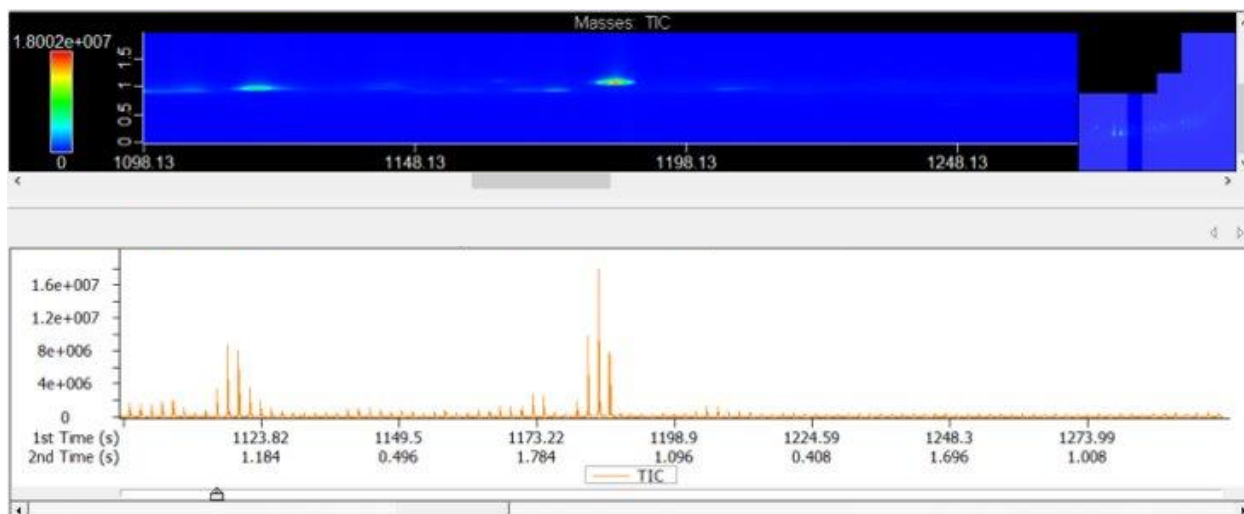 Masses: TIC
1.8002e+007
0
0 0.5 1 1.5
1098.13 1148.13 1198.13 1248.13
1.6e+007
1.2e+007
8e+006
4e+006
0
1st Time (s) 1123.82 1149.5 1173.22 1198.9 1224.59 1248.3 1273.99
2nd Time (s) 1.184 0.496 1.784 1.096 0.408 1.696 1.008
TIC